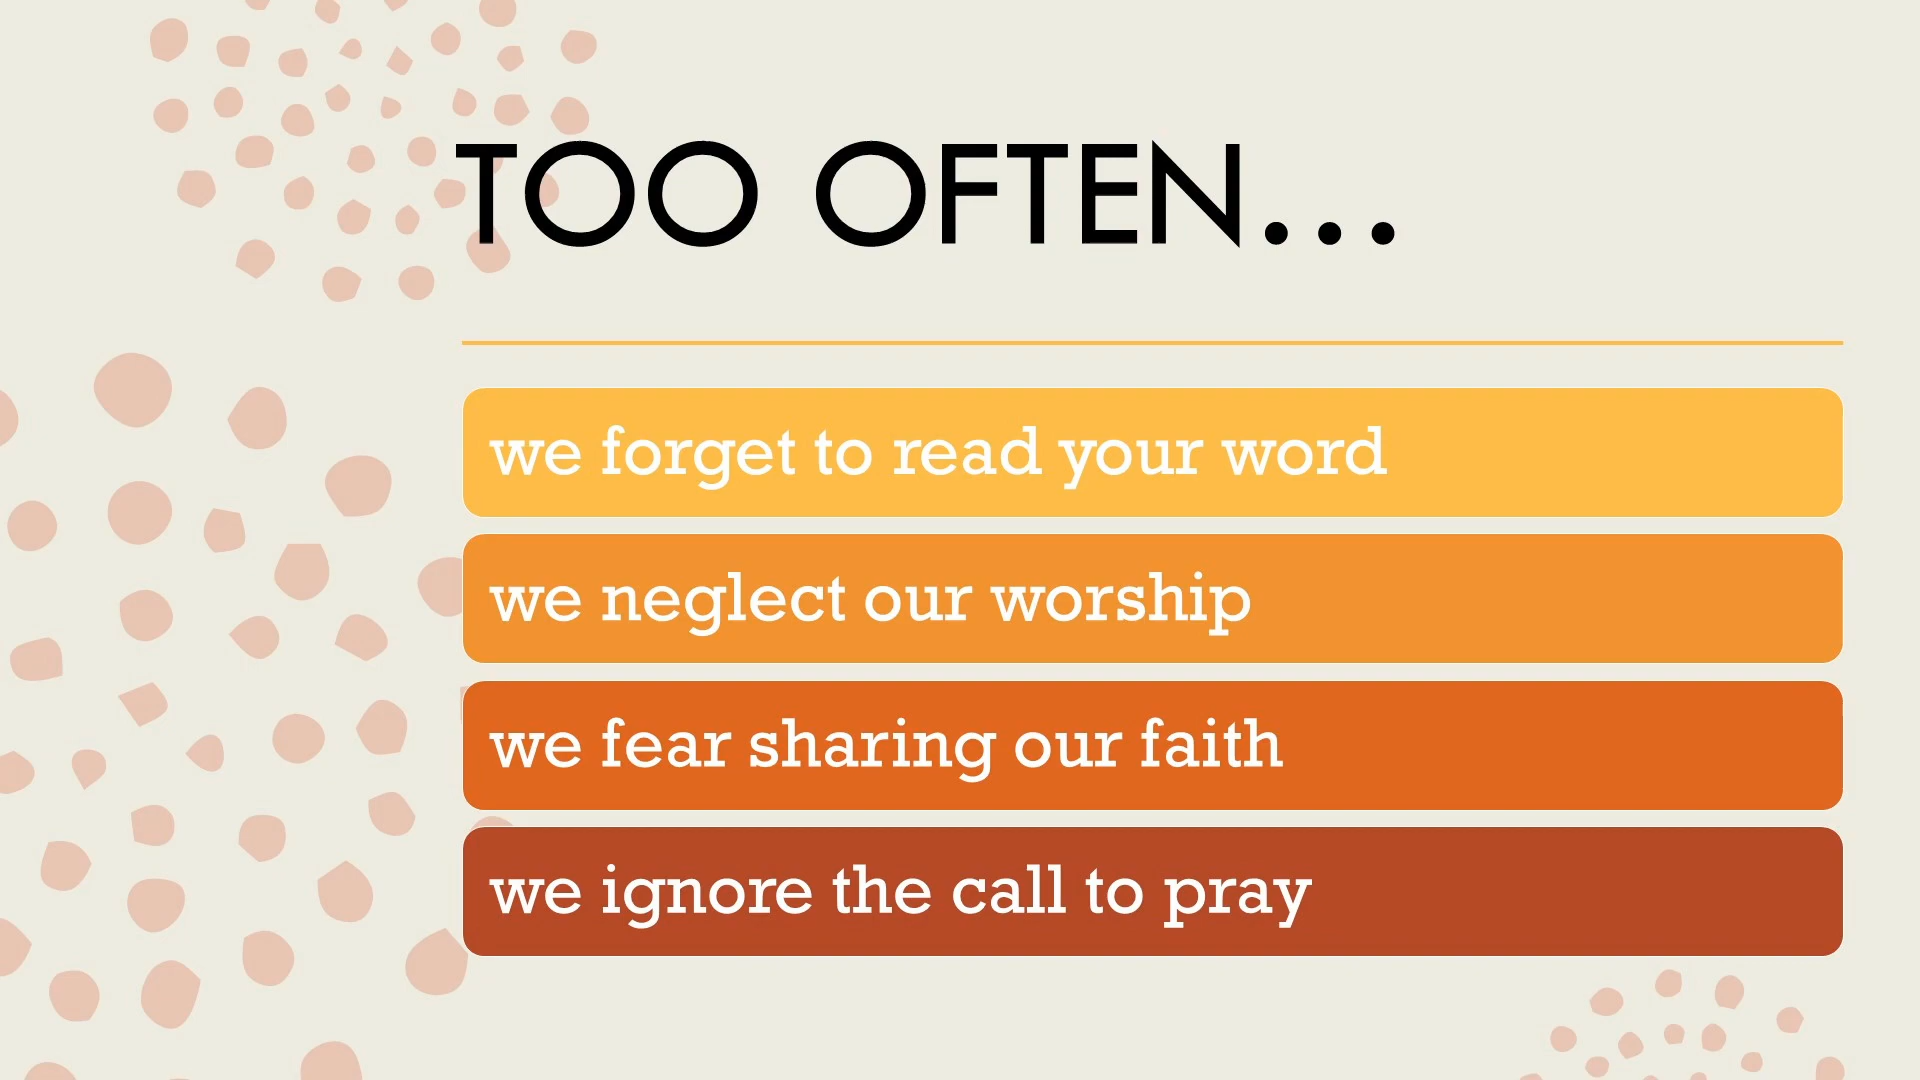 TOO OFTEN...
we forget to read your word
we neglect our worship
we fear sharing our faith
we ignore the call to pray